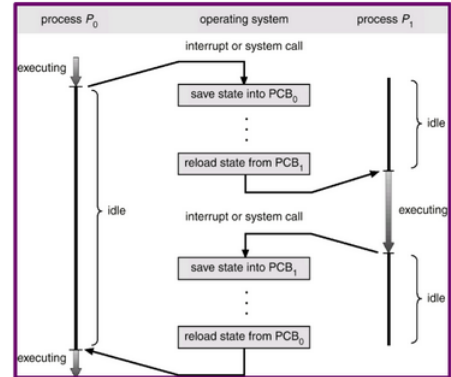 process P0 operating system process P1
interrupt or system call
executing
save state into PCB0
idle
reload state from PCB1
idle
interrupt or system call
executing
save state into PCB1
idle
reload state from PCB0
executing